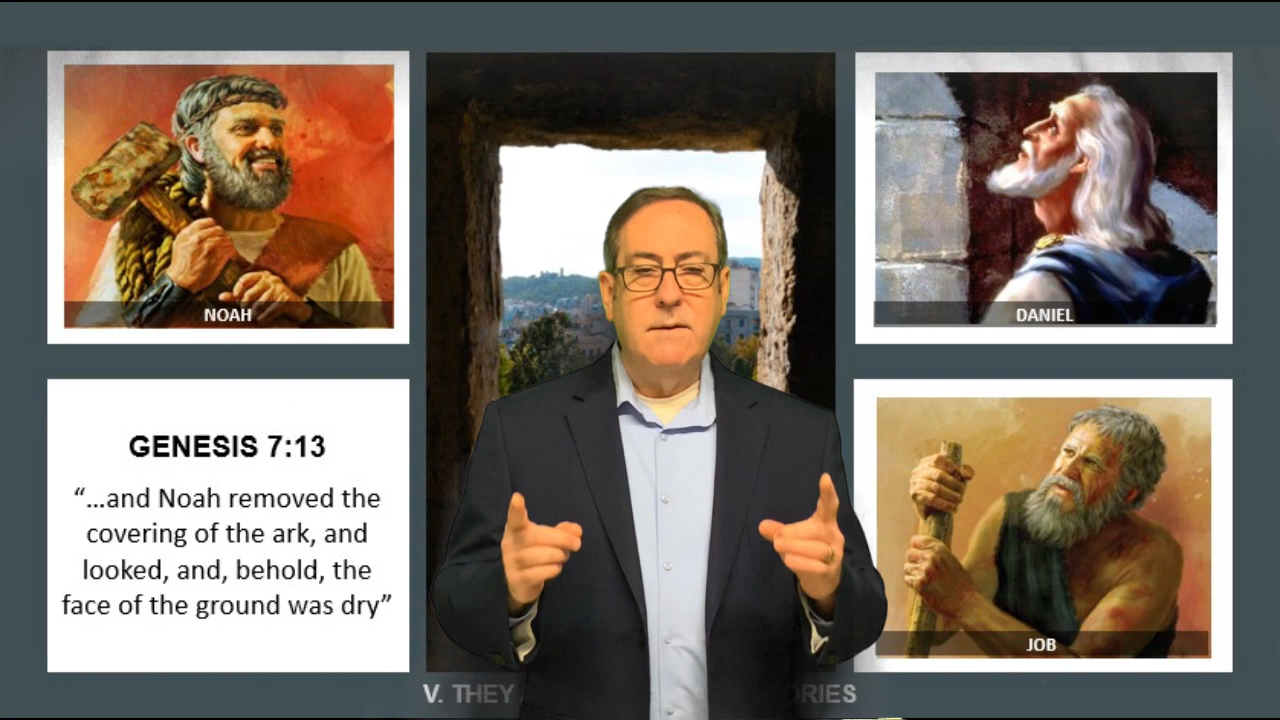 NOAH
DANIEL
GENESIS 7:13
“...and Noah removed the
covering of the ark, and
looked, and, behold, the
face of the ground was dry”
JOB
V. THEY